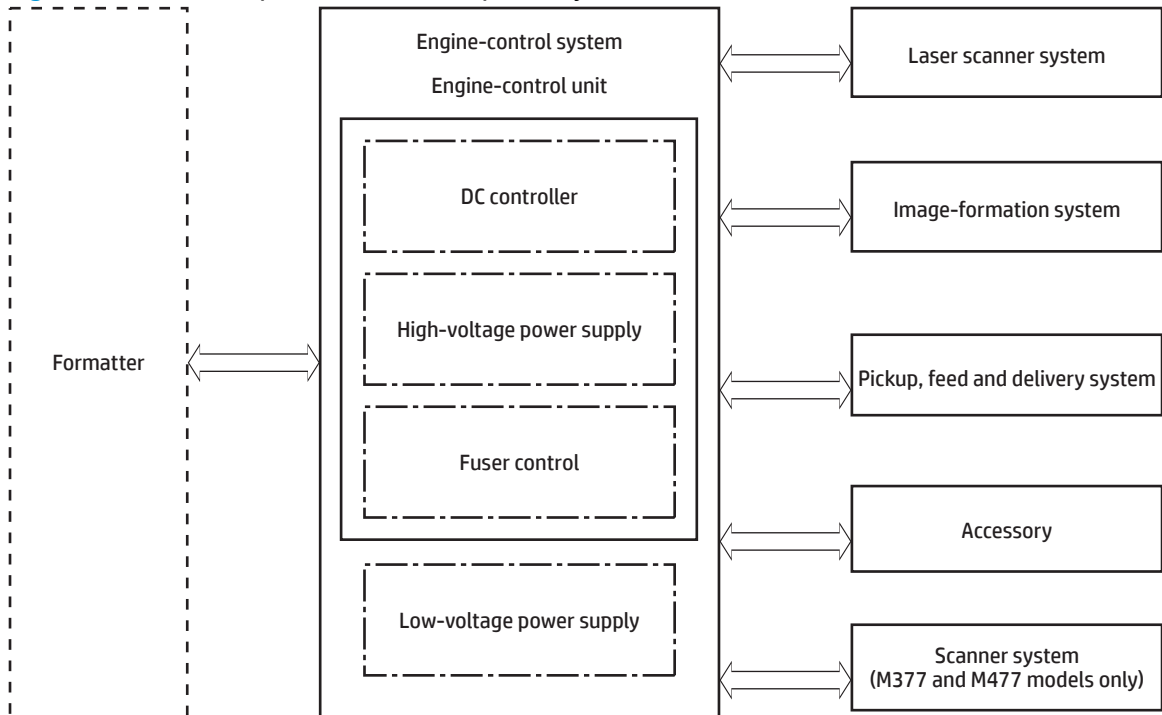 Engine-control system
Engine-control unit
DC controller
High-voltage power supply
Fuser control
Low-voltage power supply
Formatter
Laser scanner system
Image-formation system
Pickup, feed and delivery system
Accessory
Scanner system
(M377 and M477 models only)